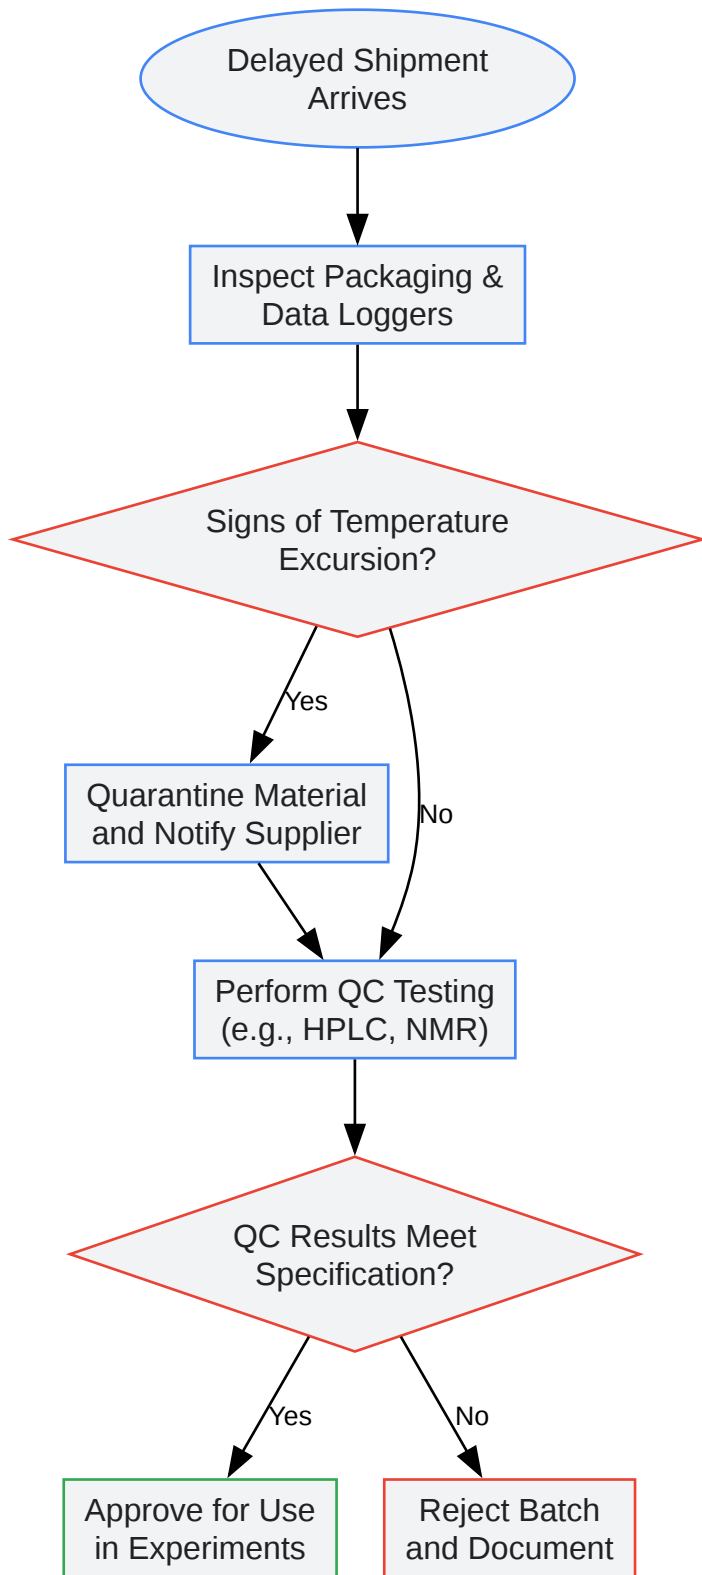 Delayed Shipment
Arrives
Inspect Packaging &
Data Loggers
Signs of Temperature
Excursion?
Yes
Quarantine Material
and Notify Supplier
No
Perform QC Testing
(e.g., HPLC, NMR)
QC Results Meet
Specification?
Yes
No
Approve for Use
in Experiments
Reject Batch
and Document